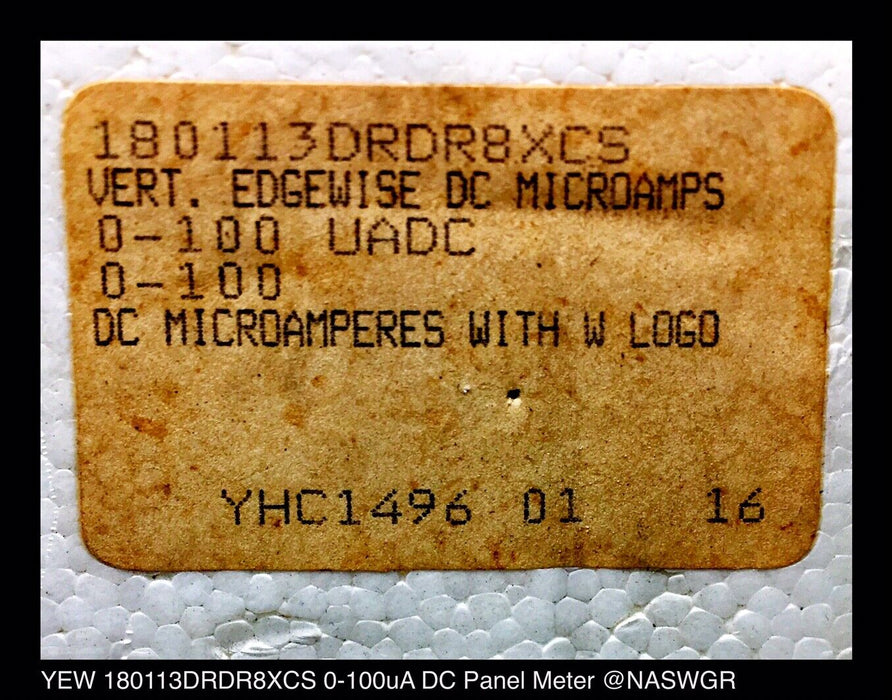 180113DRDR8XCS
VERT. EDGEWISE DC MICROAMPS
0-100 UADC
0-100
DC MICROAMPERES WITH W LOGO
YHC1496 01 16
YEW 180113DRDR8XCS 0-100uA DC Panel Meter @NASWGR